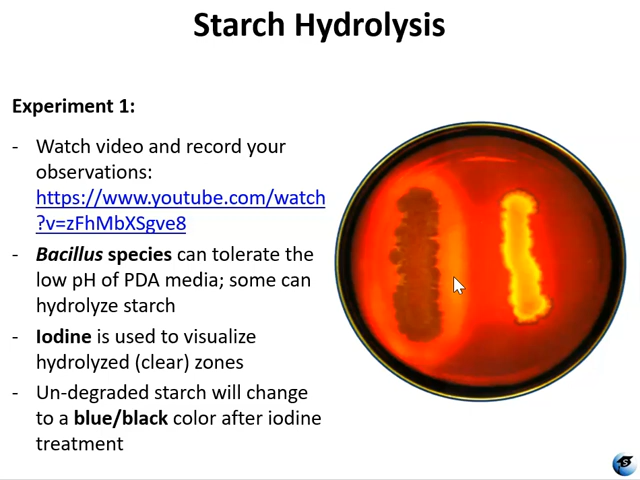 Starch Hydrolysis
Experiment 1:
- Watch video and record your
observations:
https://www.youtube.com/watch
?v=zFhMbXSgve8
- Bacillus species can tolerate the
low pH of PDA media; some can
hydrolyze starch
- Iodine is used to visualize
hydrolyzed (clear) zones
- Un-degraded starch will change
to a blue/black color after iodine
treatment
S